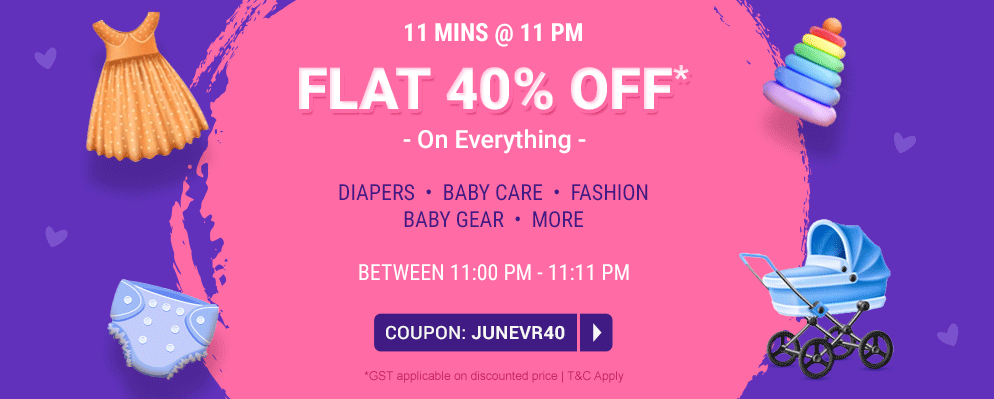 11 MINS @ 11 PM
FLAT 40% OFF*
- On Everything -
DIAPERS • BABY CARE • FASHION
BABY GEAR • MORE
BETWEEN 11:00 PM - 11:11 PM
COUPON: JUNEVR40
*GST applicable on discounted price | T&C Apply